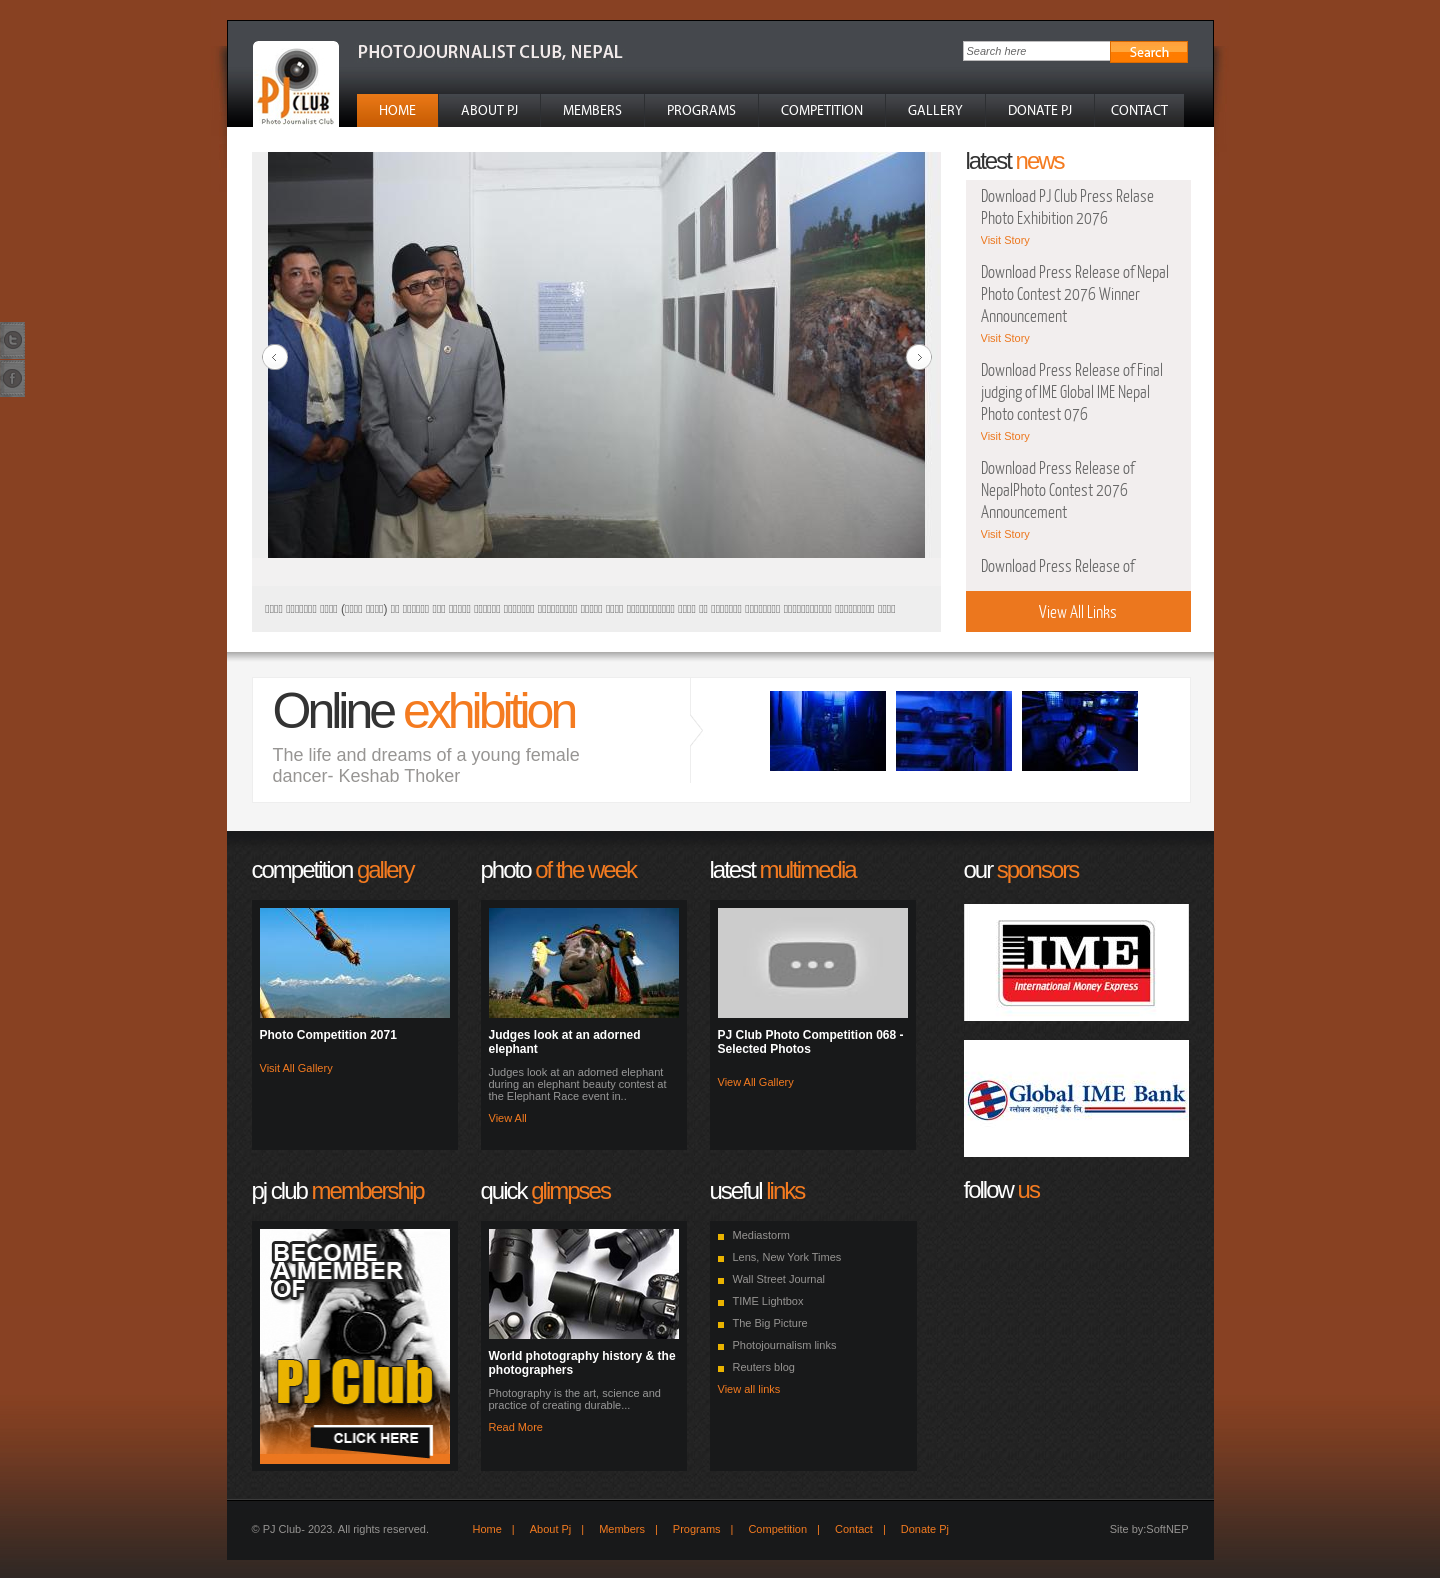 PHOTOJOURNALIST CLUB, NEPAL
Search here
Search
PJ CLUB
Photo Journalist Club
HOME
ABOUT PJ
MEMBERS
PROGRAMS
COMPETITION
GALLERY
DONATE PJ
CONTACT
latest news
Download PJ Club Press Relase
Photo Exhibition 2076
Visit Story
Download Press Release of Nepal
Photo Contest 2076 Winner
Announcement
Visit Story
Download Press Release of Final
judging of IME Global IME Nepal
Photo contest 076
Visit Story
Download Press Release of
NepalPhoto Contest 2076
Announcement
Visit Story
Download Press Release of
View All Links
Online exhibition
The life and dreams of a young female
dancer- Keshab Thoker
competition gallery
Photo Competition 2071
Visit All Gallery
photo of the week
Judges look at an adorned
elephant
Judges look at an adorned elephant
during an elephant beauty contest at
the Elephant Race event in..
View All
latest multimedia
PJ Club Photo Competition 068 -
Selected Photos
View All Gallery
our sponsors
IME
International Money Express
Global IME Bank
ग्लोबल आइएमई बैंक लि.
pj club membership
BECOME
A MEMBER
OF
PJ Club
CLICK HERE
quick glimpses
World photography history & the
photographers
Photography is the art, science and
practice of creating durable...
Read More
useful links
Mediastorm
Lens, New York Times
Wall Street Journal
TIME Lightbox
The Big Picture
Photojournalism links
Reuters blog
View all links
follow us
© PJ Club- 2023. All rights reserved.
Home | About Pj | Members | Programs | Competition | Contact | Donate Pj
Site by:SoftNEP